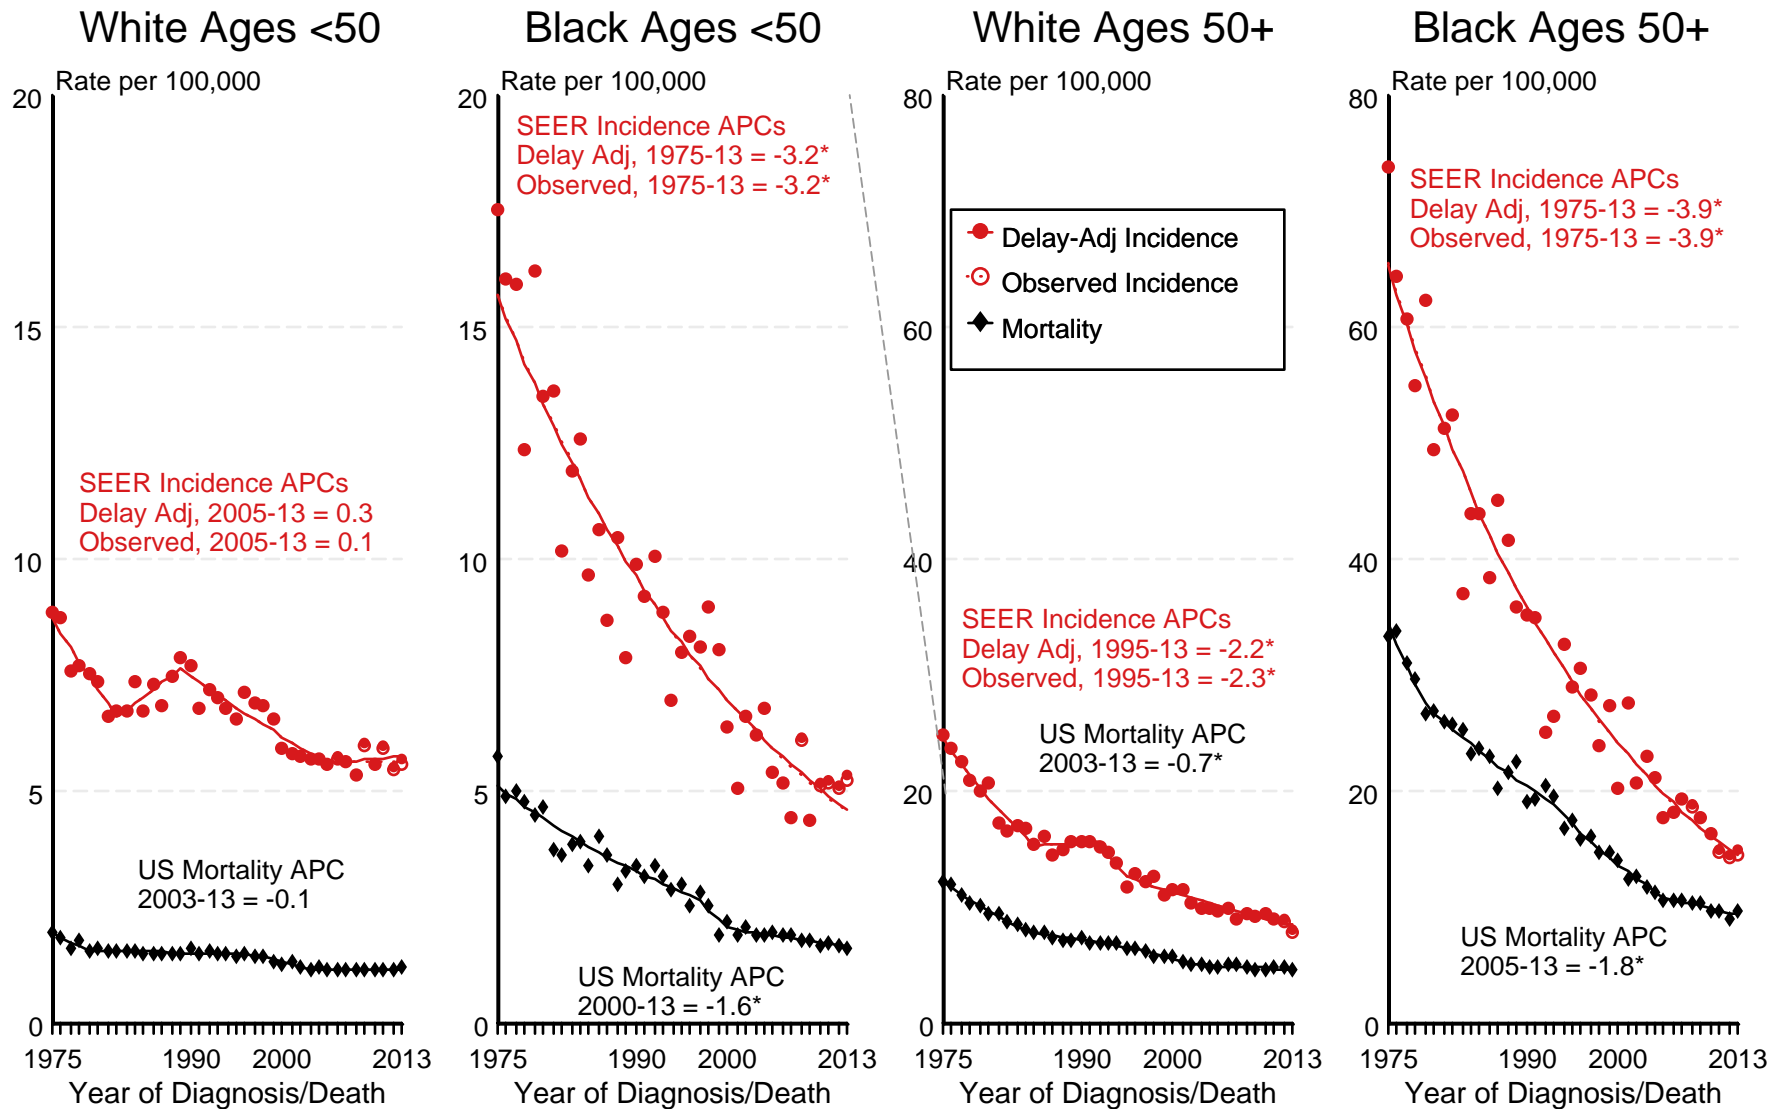 White Ages <50
Rate per 100,000
20
15
10
5
0
SEER Incidence APCs
Delay Adj, 2005-13 = 0.3
Observed, 2005-13 = 0.1
US Mortality APC
2003-13 = -0.1
1975
1990
2000
2013
Year of Diagnosis/Death
Black Ages <50
Rate per 100,000
20
15
10
5
0
SEER Incidence APCs
Delay Adj, 1975-13 = -3.2*
Observed, 1975-13 = -3.2*
US Mortality APC
2000-13 = -1.6*
1975
1990
2000
2013
Year of Diagnosis/Death
White Ages 50+
Rate per 100,000
80
60
40
20
0
Delay-Adj Incidence
Observed Incidence
Mortality
SEER Incidence APCs
Delay Adj, 1995-13 = -2.2*
Observed, 1995-13 = -2.3*
US Mortality APC
2003-13 = -0.7*
1975
1990
2000
2013
Year of Diagnosis/Death
Black Ages 50+
Rate per 100,000
80
60
40
20
0
SEER Incidence APCs
Delay Adj, 1975-13 = -3.9*
Observed, 1975-13 = -3.9*
US Mortality APC
2005-13 = -1.8*
1975
1990
2000
2013
Year of Diagnosis/Death